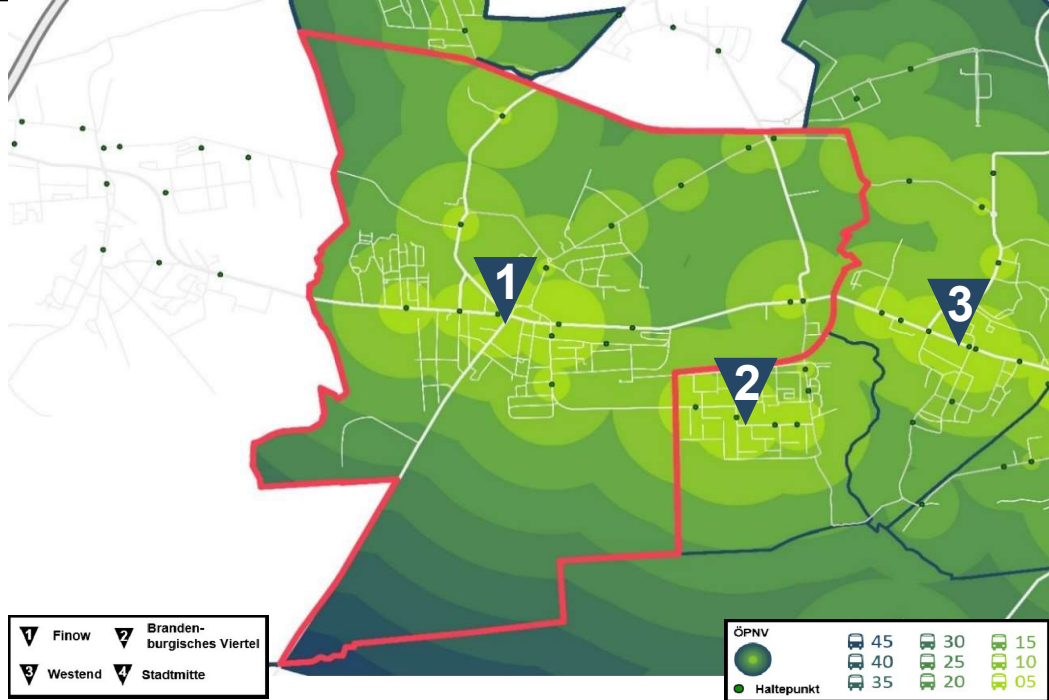 1
3
2
1 Finow
2 Branden-
burgisches Viertel
3 Westend
4 Stadtmitte
ÖPNV
45 30 15
40 25 10
35 20 05
Haltepunkt